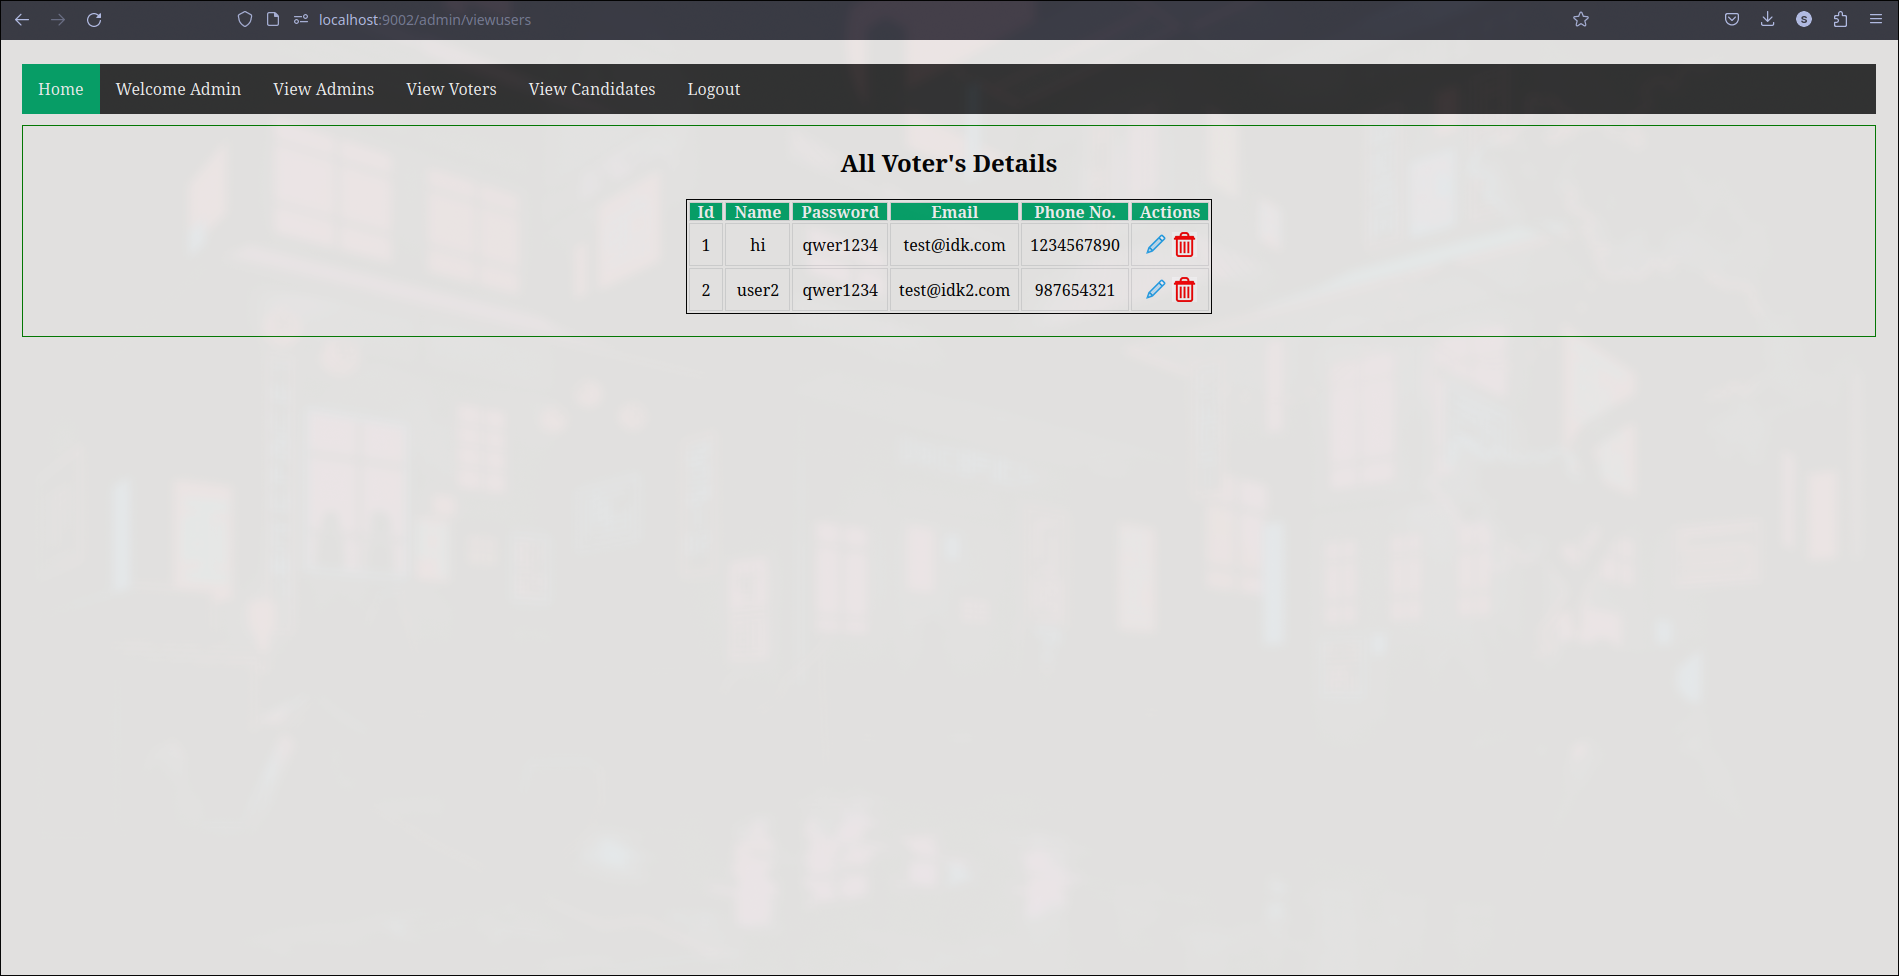 localhost:9002/admin/viewusers
S
Home Welcome Admin View Admins View Voters View Candidates Logout
All Voter's Details
Id Name Password Email Phone No. Actions
1 hi qwer1234 test@idk.com 1234567890
2 user2 qwer1234 test@idk2.com 987654321